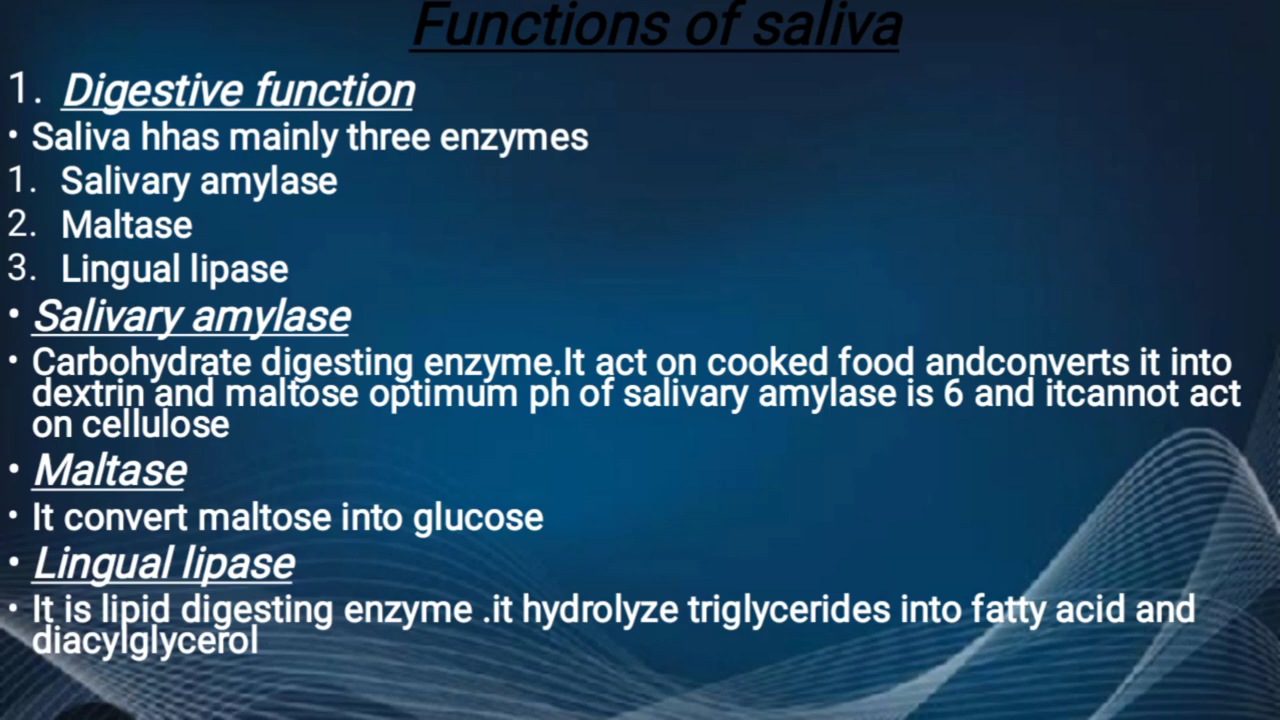 Functions of saliva
1. Digestive function
• Saliva hhas mainly three enzymes
1. Salivary amylase
2. Maltase
3. Lingual lipase
• Salivary amylase
• Carbohydrate digesting enzyme.It act on cooked food andconverts it into
dextrin and maltose optimum ph of salivary amylase is 6 and itcannot act
on cellulose
• Maltase
• It convert maltose into glucose
• Lingual lipase
• It is lipid digesting enzyme .it hydrolyze triglycerides into fatty acid and
diacylglycerol